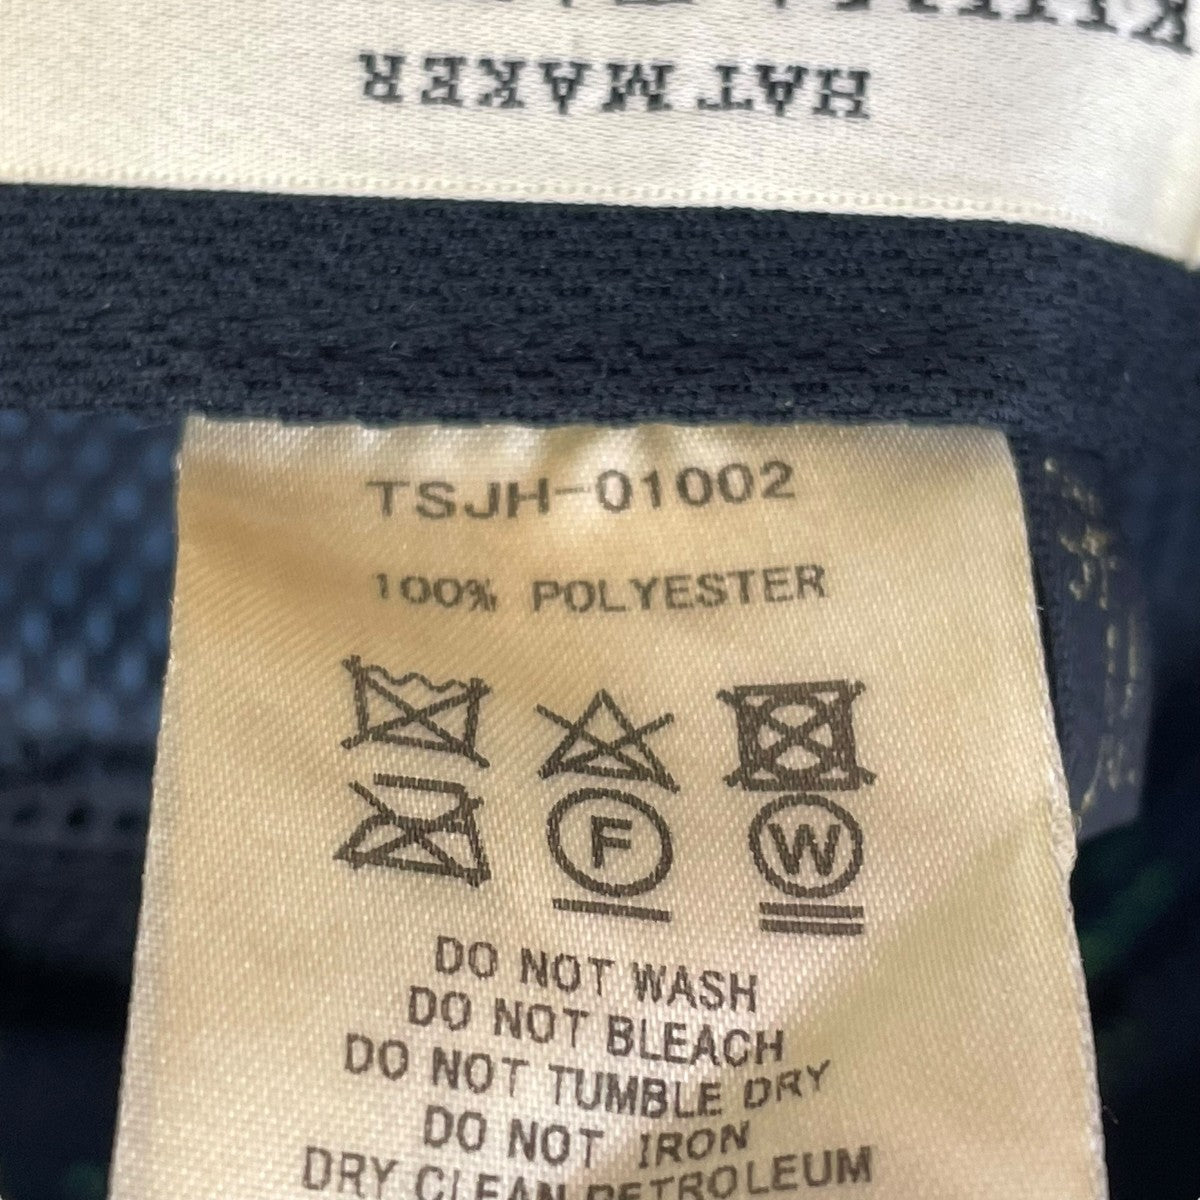 HAT MAKER
TSJH-01002
100% POLYESTER
F
W
DO NOT WASH
DO NOT BLEACH
DO NOT TUMBLE DRY
DO NOT IRON
DRY CLEAN PETROLEUM